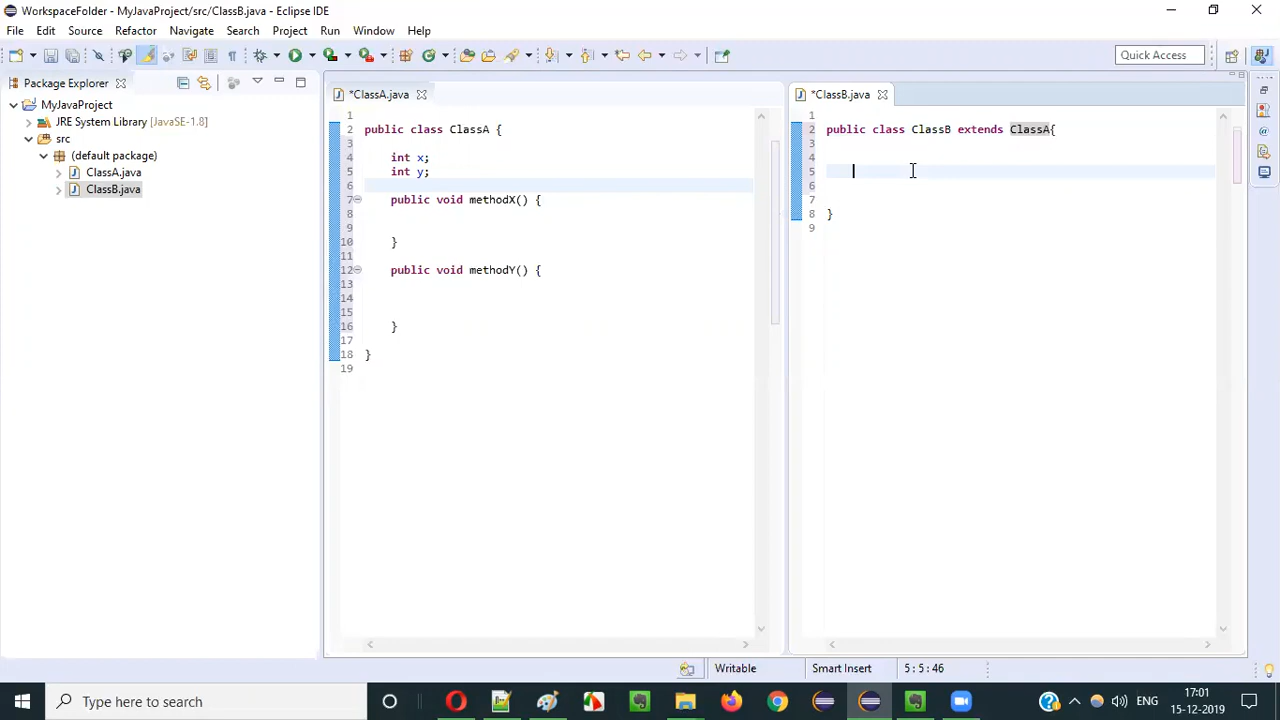 WorkspaceFolder - MyJavaProject/src/ClassB.java - Eclipse IDE
File Edit Source Refactor Navigate Search Project Run Window Help
Quick Access
Package Explorer
MyJavaProject
JRE System Library [JavaSE-1.8]
src
(default package)
ClassA.java
ClassB.java
*ClassA.java
1
2 public class ClassA {
3
4 int x;
5 int y;
6
7 public void methodX() {
8
9
10 }
11
12 public void methodY() {
13
14
15
16 }
17
18 }
19
*ClassB.java
1
2 public class ClassB extends ClassA{
3
4
5
6
7
8 }
9
Writable Smart Insert 5 : 5 : 46
Type here to search
ENG
17:01
15-12-2019